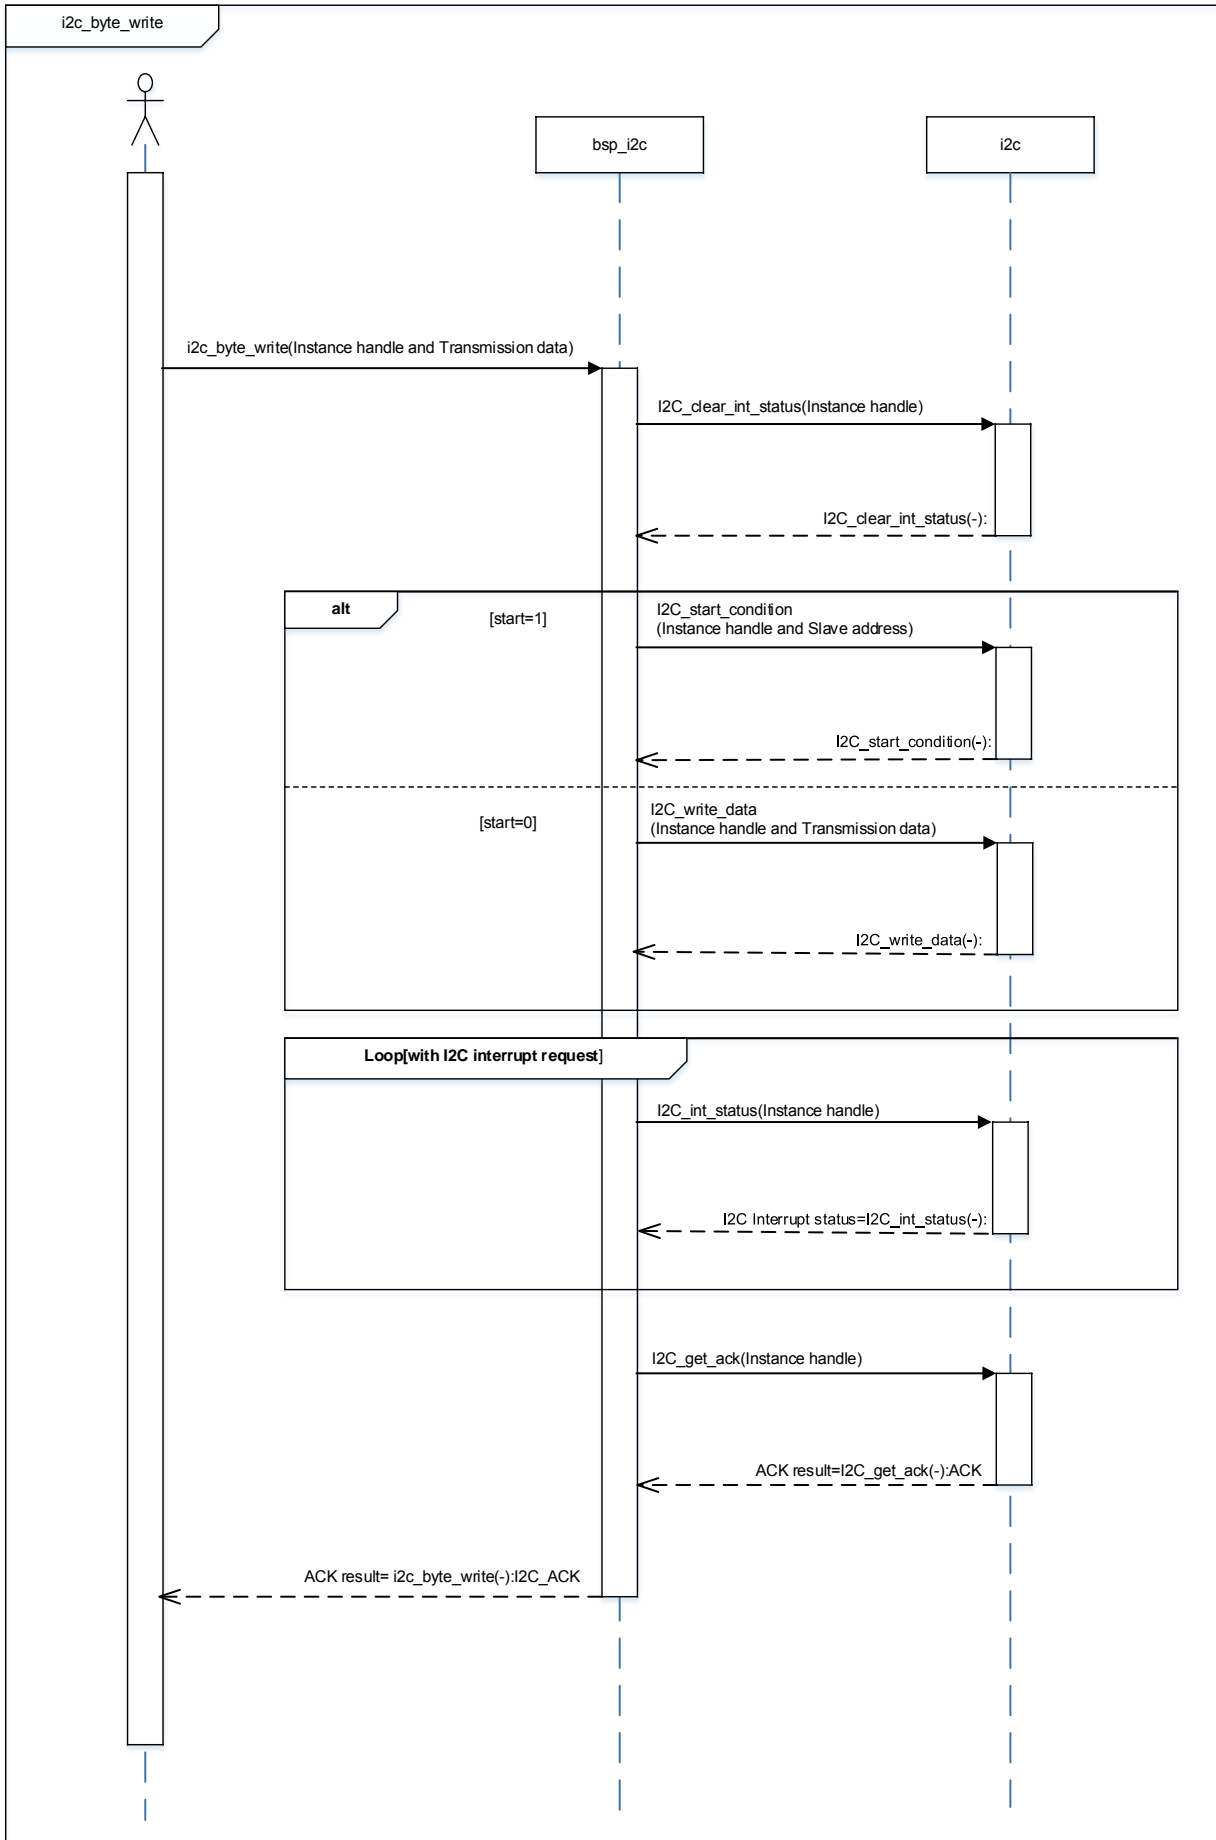 i2c_byte_write
bsp_i2c
i2c
i2c_byte_write(Instance handle and Transmission data)
I2C_clear_int_status(Instance handle)
I2C_clear_int_status(-):
alt
[start=1]
I2C_start_condition
(Instance handle and Slave address)
I2C_start_condition(-):
[start=0]
I2C_write_data
(Instance handle and Transmission data)
I2C_write_data(-):
Loop[with I2C interrupt request]
I2C_int_status(Instance handle)
I2C Interrupt status=I2C_int_status(-):
I2C_get_ack(Instance handle)
ACK result=I2C_get_ack(-):ACK
ACK result= i2c_byte_write(-):I2C_ACK